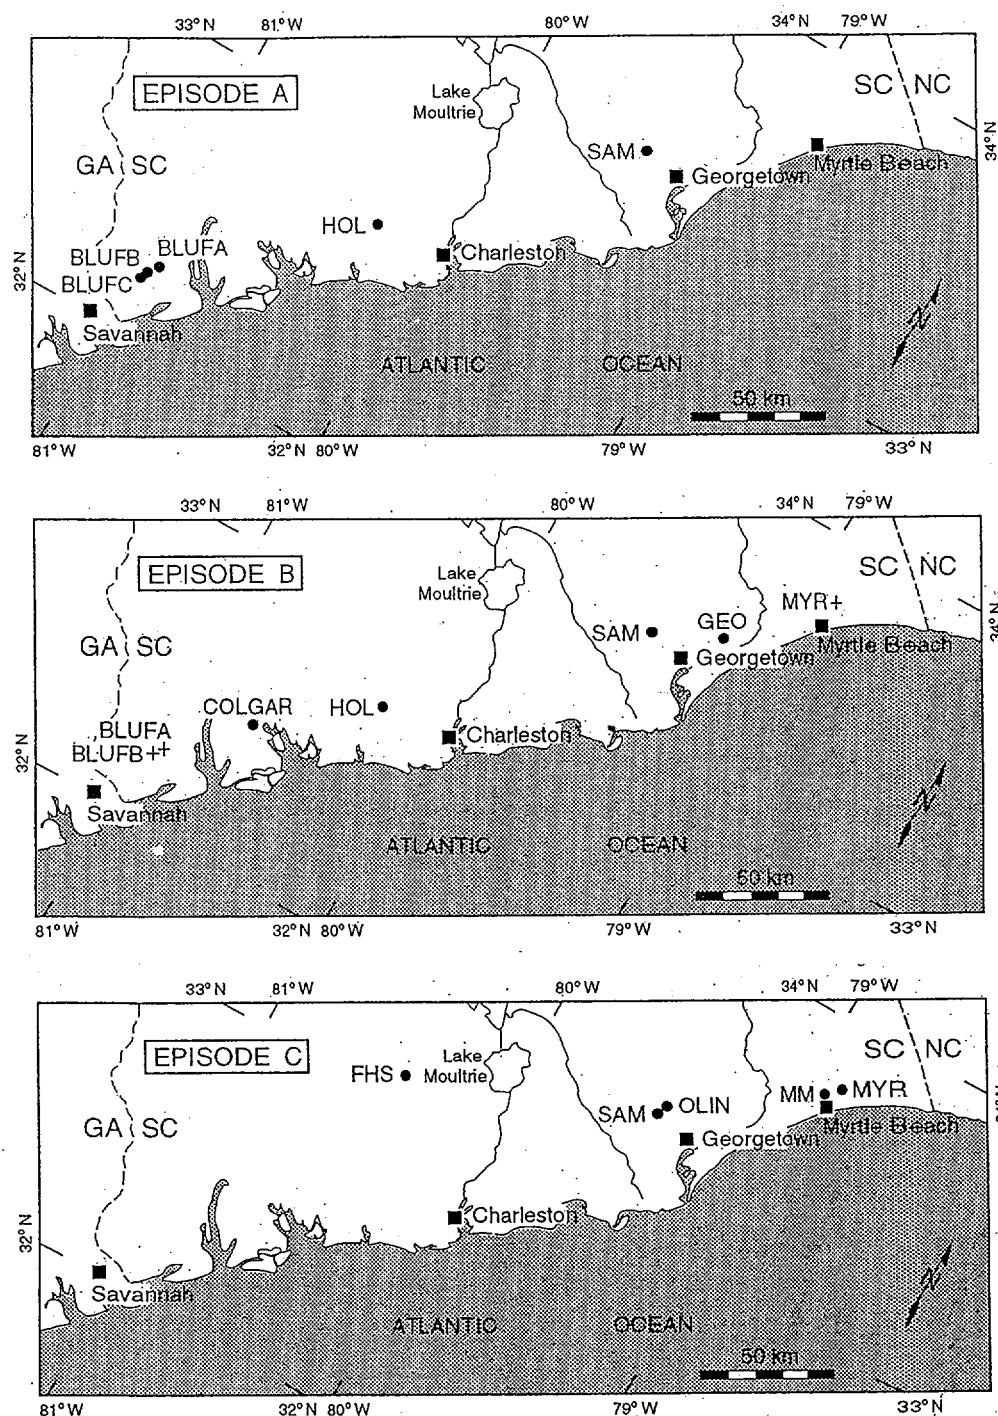 33° N 81° W 80° W 34° N 79° W
EPISODE A
Lake
Moultrie
SC NC
34° N
GA SC
SAM
Myrtle Beach
Georgetown
HOL
BLUFB BLUFA
Charleston
BLUFC
32° N
Savannah
N
ATLANTIC OCEAN
50 km
81° W 32° N 80° W 79° W 33° N
33° N 81° W 80° W 34° N 79° W
EPISODE B
Lake
Moultrie
SC NC
MYR+
34° N
SAM GEO
GA SC
Myrtle Beach
Georgetown
COLGAR HOL
BLUFA
Charleston
BLUFB++
32° N
Savannah
N
ATLANTIC OCEAN
50 km
81° W 32° N 80° W 79° W 33° N
33° N 81° W 80° W 34° N 79° W
EPISODE C
SC NC
FHS
Lake
Moultrie
MM MYR
SAM OLIN
GA SC
Myrtle Beach
Georgetown
Charleston
32° N
Savannah
N
ATLANTIC OCEAN
50 km
81° W 32° N 80° W 79° W 33° N